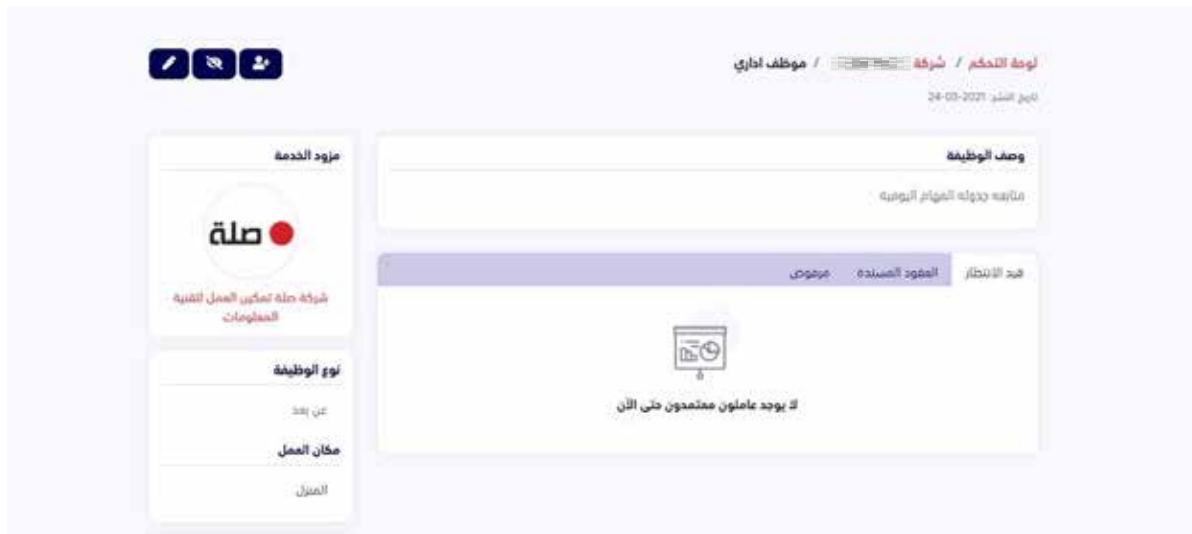 لوحة التحكم / شركة / موظف اداري
تاريخ النشر: 2021-03-24
وصف الوظيفة
متابعه جدوله المهام اليومية
قيد الانتظار العقود المسندة مرفوض
لا يوجد عاملون معتمدون حتى الآن
مزود الخدمة
صلة
شركة صلة تمكين العمل لتقنية
المعلومات
نوع الوظيفة
عن بعد
مكان العمل
المنزل